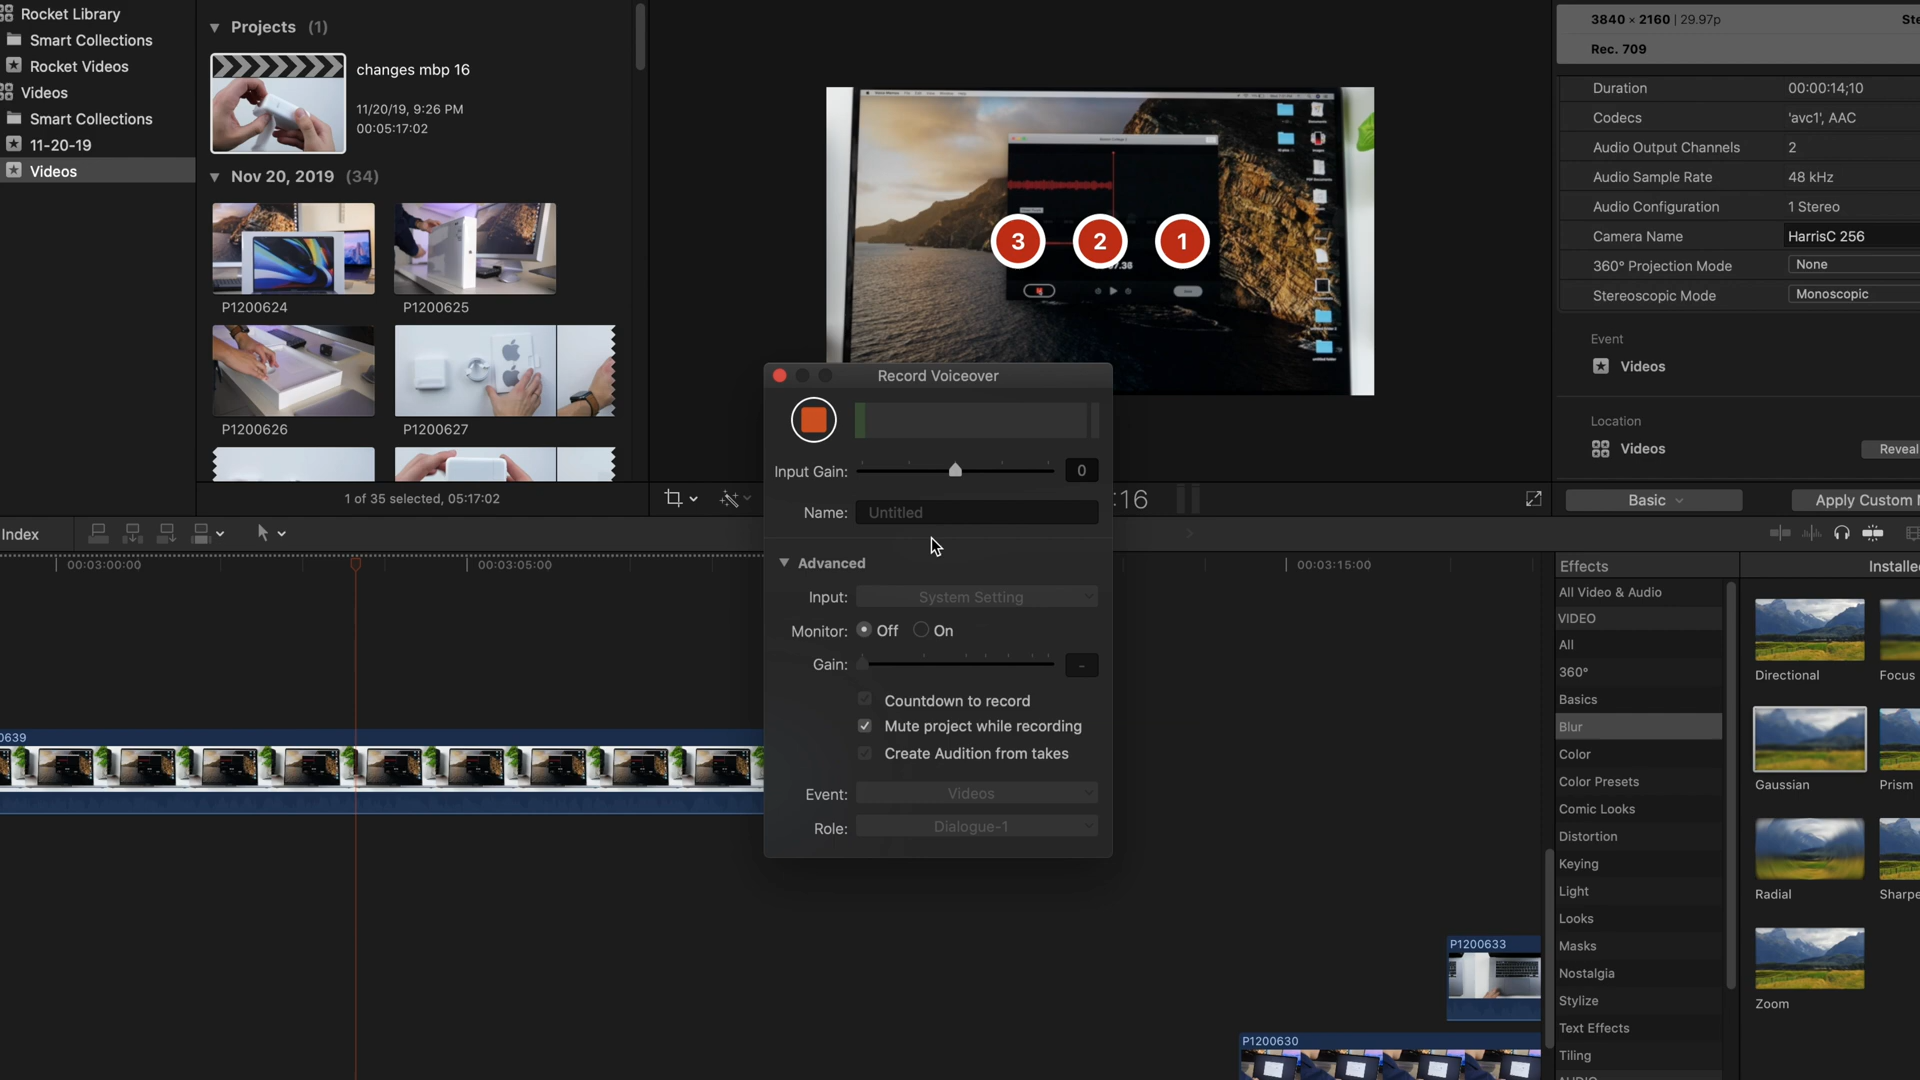 Rocket Library
Smart Collections
Rocket Videos
Videos
Smart Collections
11-20-19
Videos
Projects (1)
changes mbp 16
11/20/19, 9:26 PM
00:05:17:02
Nov 20, 2019 (34)
P1200624
P1200625
P1200626
P1200627
1 of 35 selected, 05:17:02
3 2 1
:16
3840 × 2160 | 29.97p
Ste
Rec. 709
Duration 00:00:14;10
Codecs 'avc1', AAC
Audio Output Channels 2
Audio Sample Rate 48 kHz
Audio Configuration 1 Stereo
Camera Name HarrisC 256
360° Projection Mode None
Stereoscopic Mode Monoscopic
Event
Videos
Location
Videos
Reveal
Basic
Apply Custom N
Record Voiceover
Input Gain: 0
Name: Untitled
Advanced
Input: System Setting
Monitor: Off On
Gain: -
Countdown to record
Mute project while recording
Create Audition from takes
Event: Videos
Role: Dialogue-1
Index
00:03:00:00
00:03:05:00
00:03:15:00
0639
P1200633
P1200630
Effects
Installe
All Video & Audio
VIDEO
All
360°
Basics
Blur
Color
Color Presets
Comic Looks
Distortion
Keying
Light
Looks
Masks
Nostalgia
Stylize
Text Effects
Tiling
AUDIO
Directional
Focus
Gaussian
Prism
Radial
Sharpe
Zoom